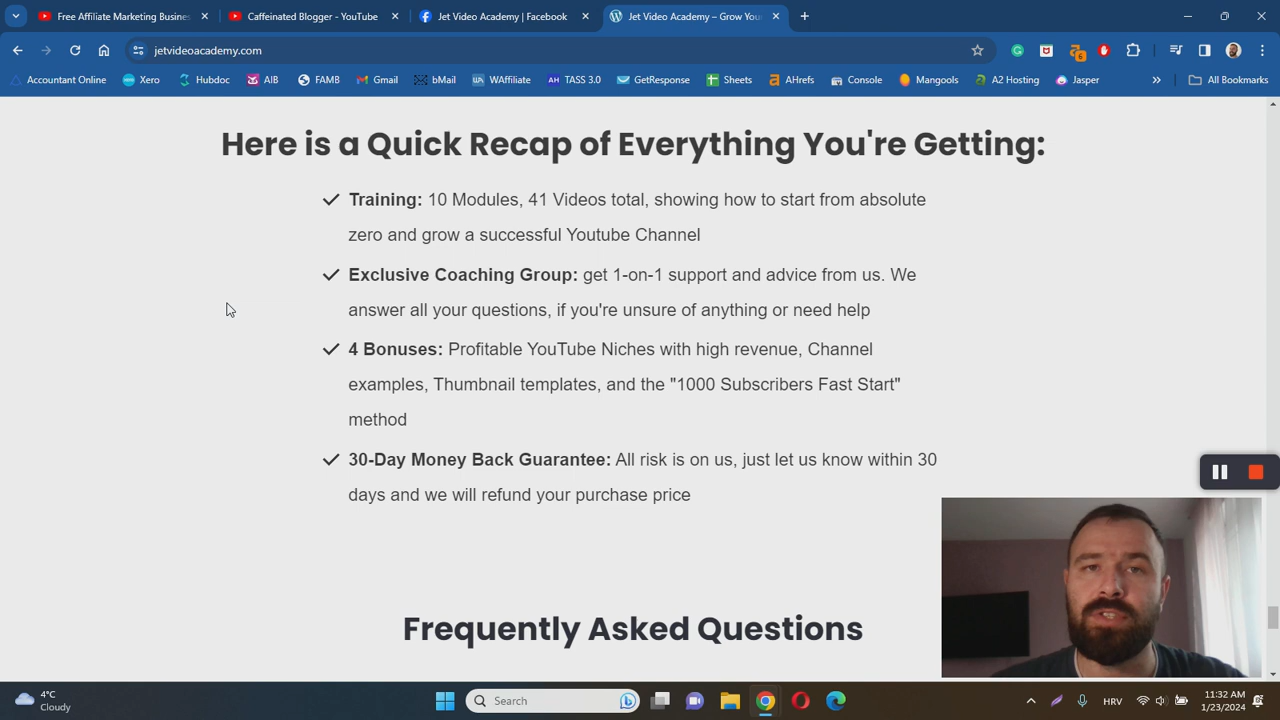 Free Affiliate Marketing Busines
Caffeinated Blogger - YouTube
Jet Video Academy | Facebook
Jet Video Academy – Grow You
jetvideoacademy.com
6
Accountant Online
Xero
Hubdoc
AIB
FAMB
Gmail
bMail
WAffiliate
AH
TASS 3.0
GetResponse
Sheets
AHrefs
Console
Mangools
A2 Hosting
Jasper
All Bookmarks
Here is a Quick Recap of Everything You're Getting:
Training: 10 Modules, 41 Videos total, showing how to start from absolute
zero and grow a successful Youtube Channel
Exclusive Coaching Group: get 1-on-1 support and advice from us. We
answer all your questions, if you're unsure of anything or need help
4 Bonuses: Profitable YouTube Niches with high revenue, Channel
examples, Thumbnail templates, and the "1000 Subscribers Fast Start"
method
30-Day Money Back Guarantee: All risk is on us, just let us know within 30
days and we will refund your purchase price
Frequently Asked Questions
4°C
Cloudy
Search
HRV
11:32 AM
1/23/2024